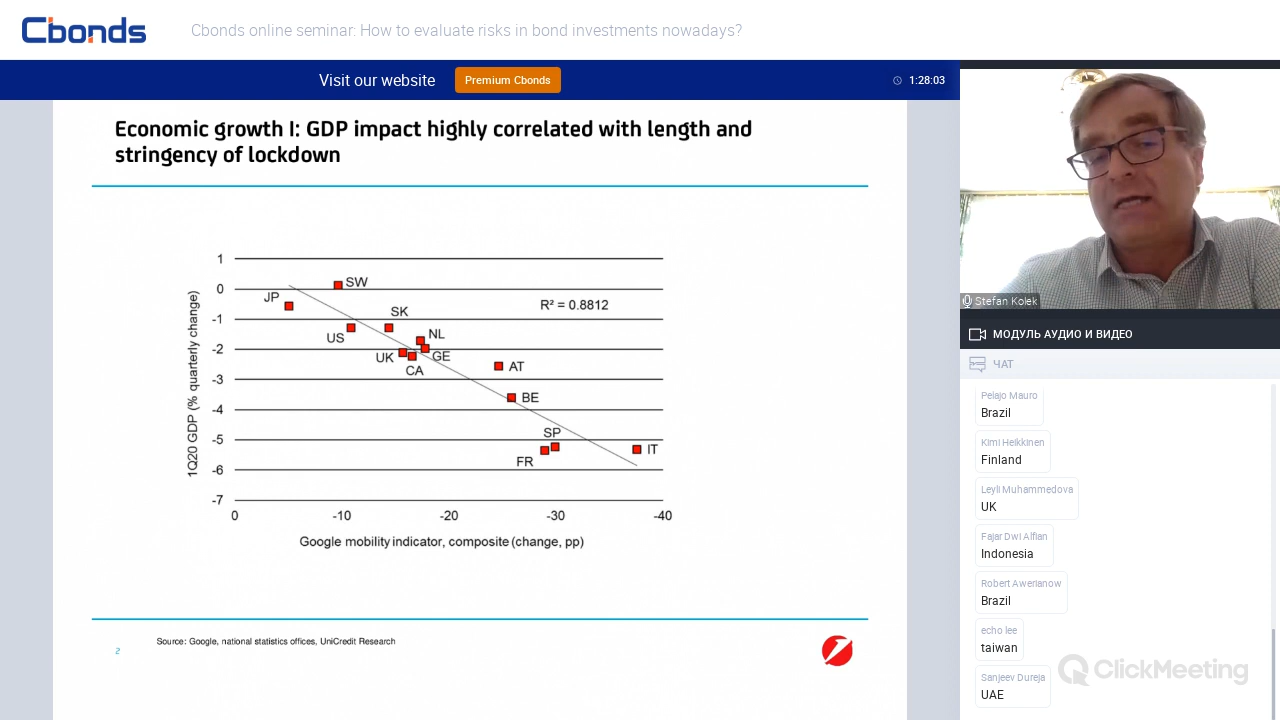 Cbonds
Cbonds online seminar: How to evaluate risks in bond investments nowadays?
Visit our website
Premium Cbonds
1:28:03
Economic growth I: GDP impact highly correlated with length and
stringency of lockdown
1
0
-1
-2
-3
-4
-5
-6
-7
1Q20 GDP (% quarterly change)
SW
JP
SK
R² = 0.8812
US
NL
UK
GE
CA
AT
BE
SP
IT
FR
0
-10
-20
-30
-40
Google mobility indicator, composite (change, pp)
Source: Google, national statistics offices, UniCredit Research
2
Stefan Kolek
МОДУЛЬ АУДИО И ВИДЕО
ЧАТ
Pelajo Mauro
Brazil
Kimi Heikkinen
Finland
Leyli Muhammedova
UK
Fajar Dwi Alfian
Indonesia
Robert Awerianow
Brazil
echo lee
taiwan
Sanjeev Dureja
UAE
ClickMeeting